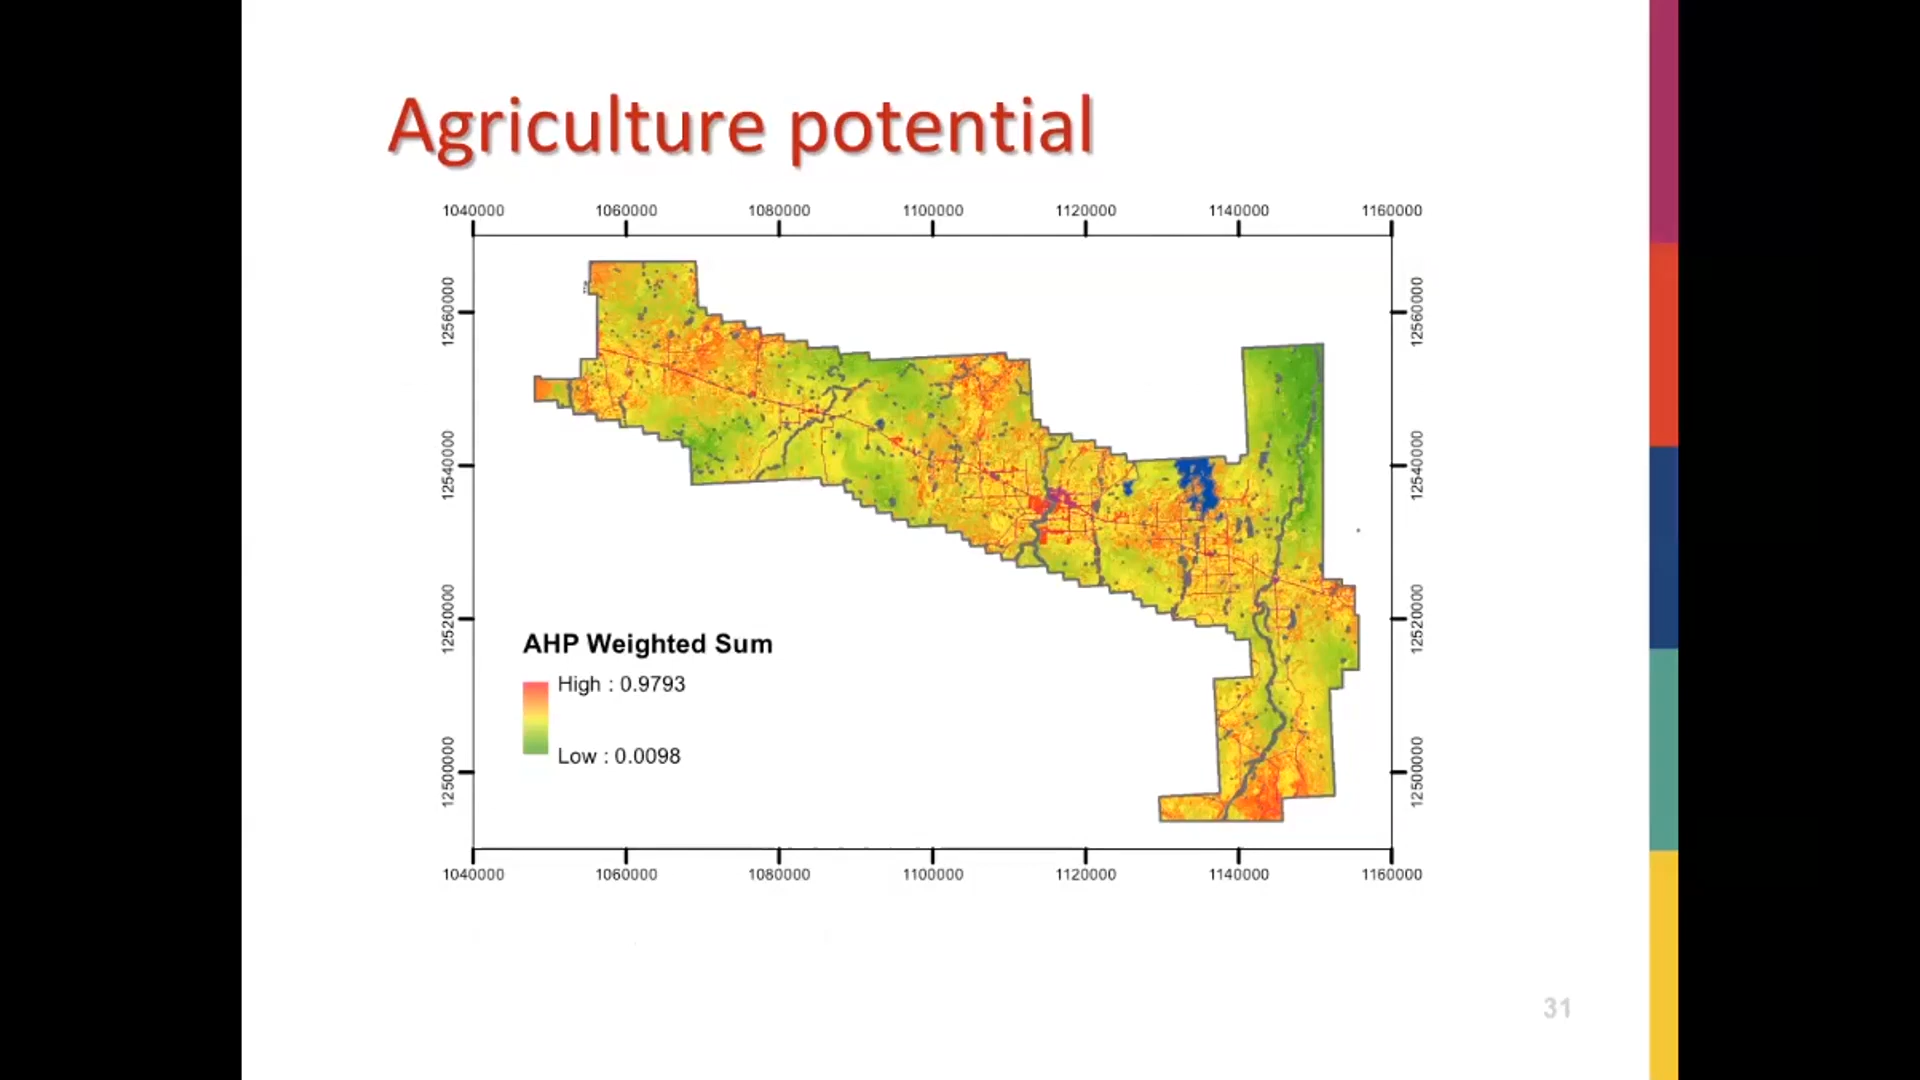 Agriculture potential
1040000 1060000 1080000 1100000 1120000 1140000 1160000
12560000 12560000
12540000 12540000
12520000 12520000
12500000 12500000
AHP Weighted Sum
High : 0.9793
Low : 0.0098
1040000 1060000 1080000 1100000 1120000 1140000 1160000
31